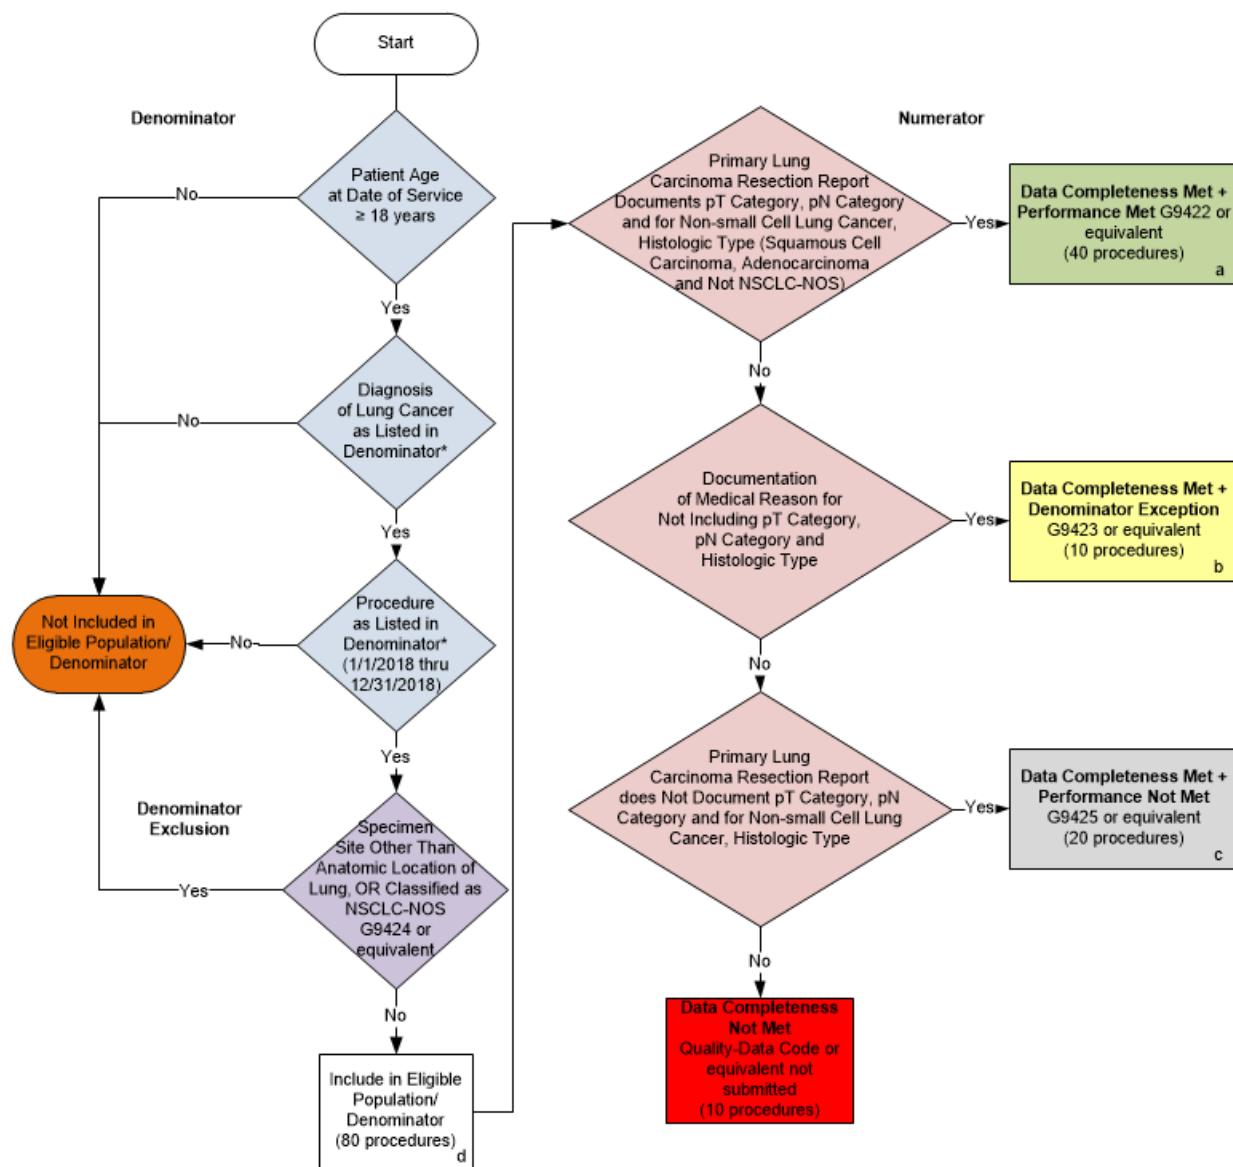 Start
Denominator
Patient Age
at Date of Service
≥ 18 years
No
Yes
Diagnosis
of Lung Cancer
as Listed in
Denominator*
No
Yes
Procedure
as Listed in
Denominator*
(1/1/2018 thru
12/31/2018)
No
Not Included in
Eligible Population/
Denominator
Yes
Denominator
Exclusion
Specimen
Site Other Than
Anatomic Location of
Lung, OR Classified as
NSCLC-NOS
G9424 or
equivalent
Yes
No
Include in Eligible
Population/
Denominator
(80 procedures)
d
Numerator
Primary Lung
Carcinoma Resection Report
Documents pT Category, pN Category
and for Non-small Cell Lung Cancer,
Histologic Type (Squamous Cell
Carcinoma, Adenocarcinoma
and Not NSCLC-NOS)
Yes
Data Completeness Met +
Performance Met G9422 or
equivalent
(40 procedures)
a
No
Documentation
of Medical Reason for
Not Including pT Category,
pN Category and
Histologic Type
Yes
Data Completeness Met +
Denominator Exception
G9423 or equivalent
(10 procedures)
b
No
Primary Lung
Carcinoma Resection Report
does Not Document pT Category, pN
Category and for Non-small Cell Lung
Cancer, Histologic Type
Yes
Data Completeness Met +
Performance Not Met
G9425 or equivalent
(20 procedures)
c
No
Data Completeness
Not Met
Quality-Data Code or
equivalent not
submitted
(10 procedures)